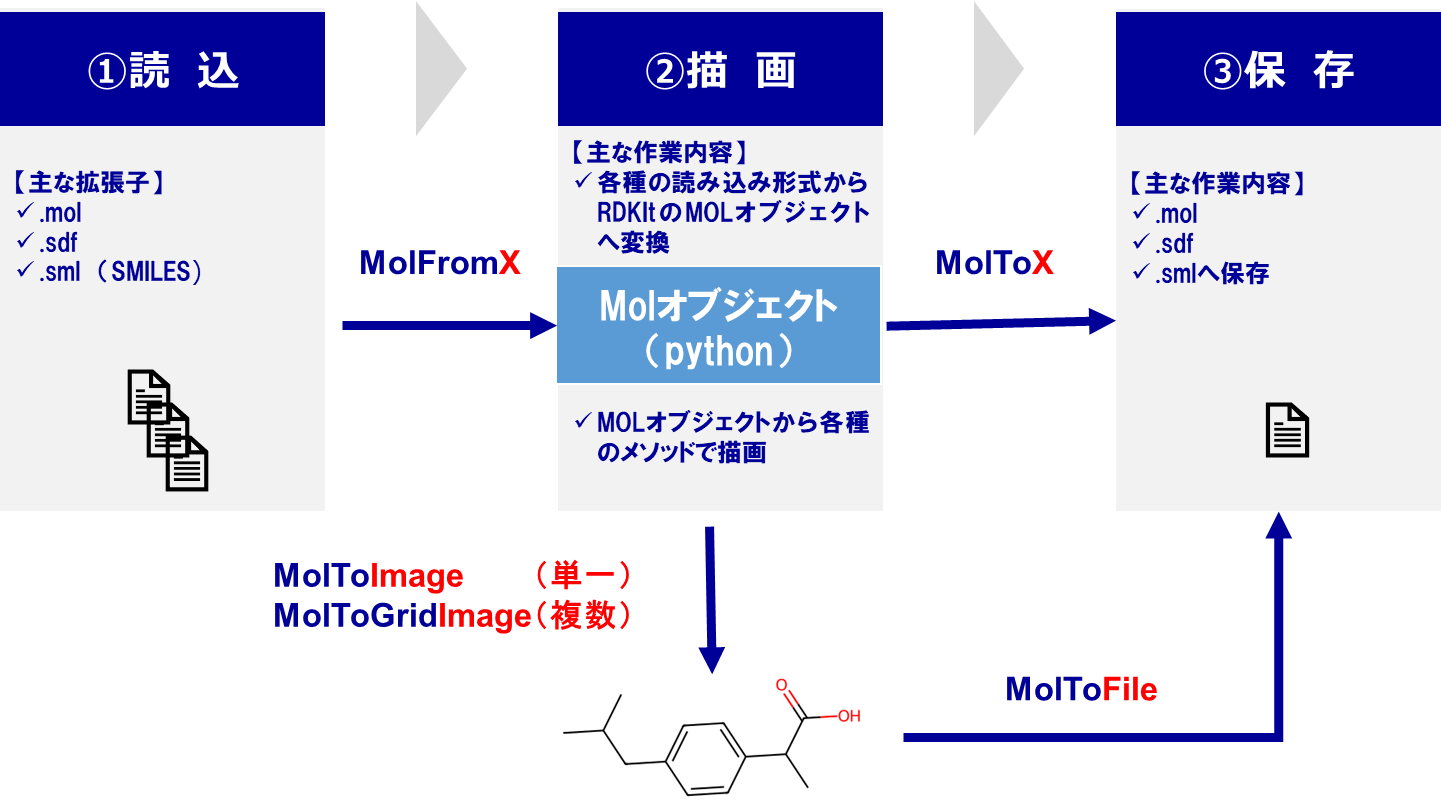 ①読 込
【主な拡張子】
✓ .mol
✓ .sdf
✓ .sml（SMILES）
MolFromX
②描 画
【主な作業内容】
✓ 各種の読み込み形式から
RDKItのMOLオブジェクト
へ変換
Molオブジェクト
（python）
✓ MOLオブジェクトから各種
のメソッドで描画
MolToX
③保 存
【主な作業内容】
✓ .mol
✓ .sdf
✓ .smlへ保存
MolToImage （単一）
MolToGridImage（複数）
O
OH
MolToFile